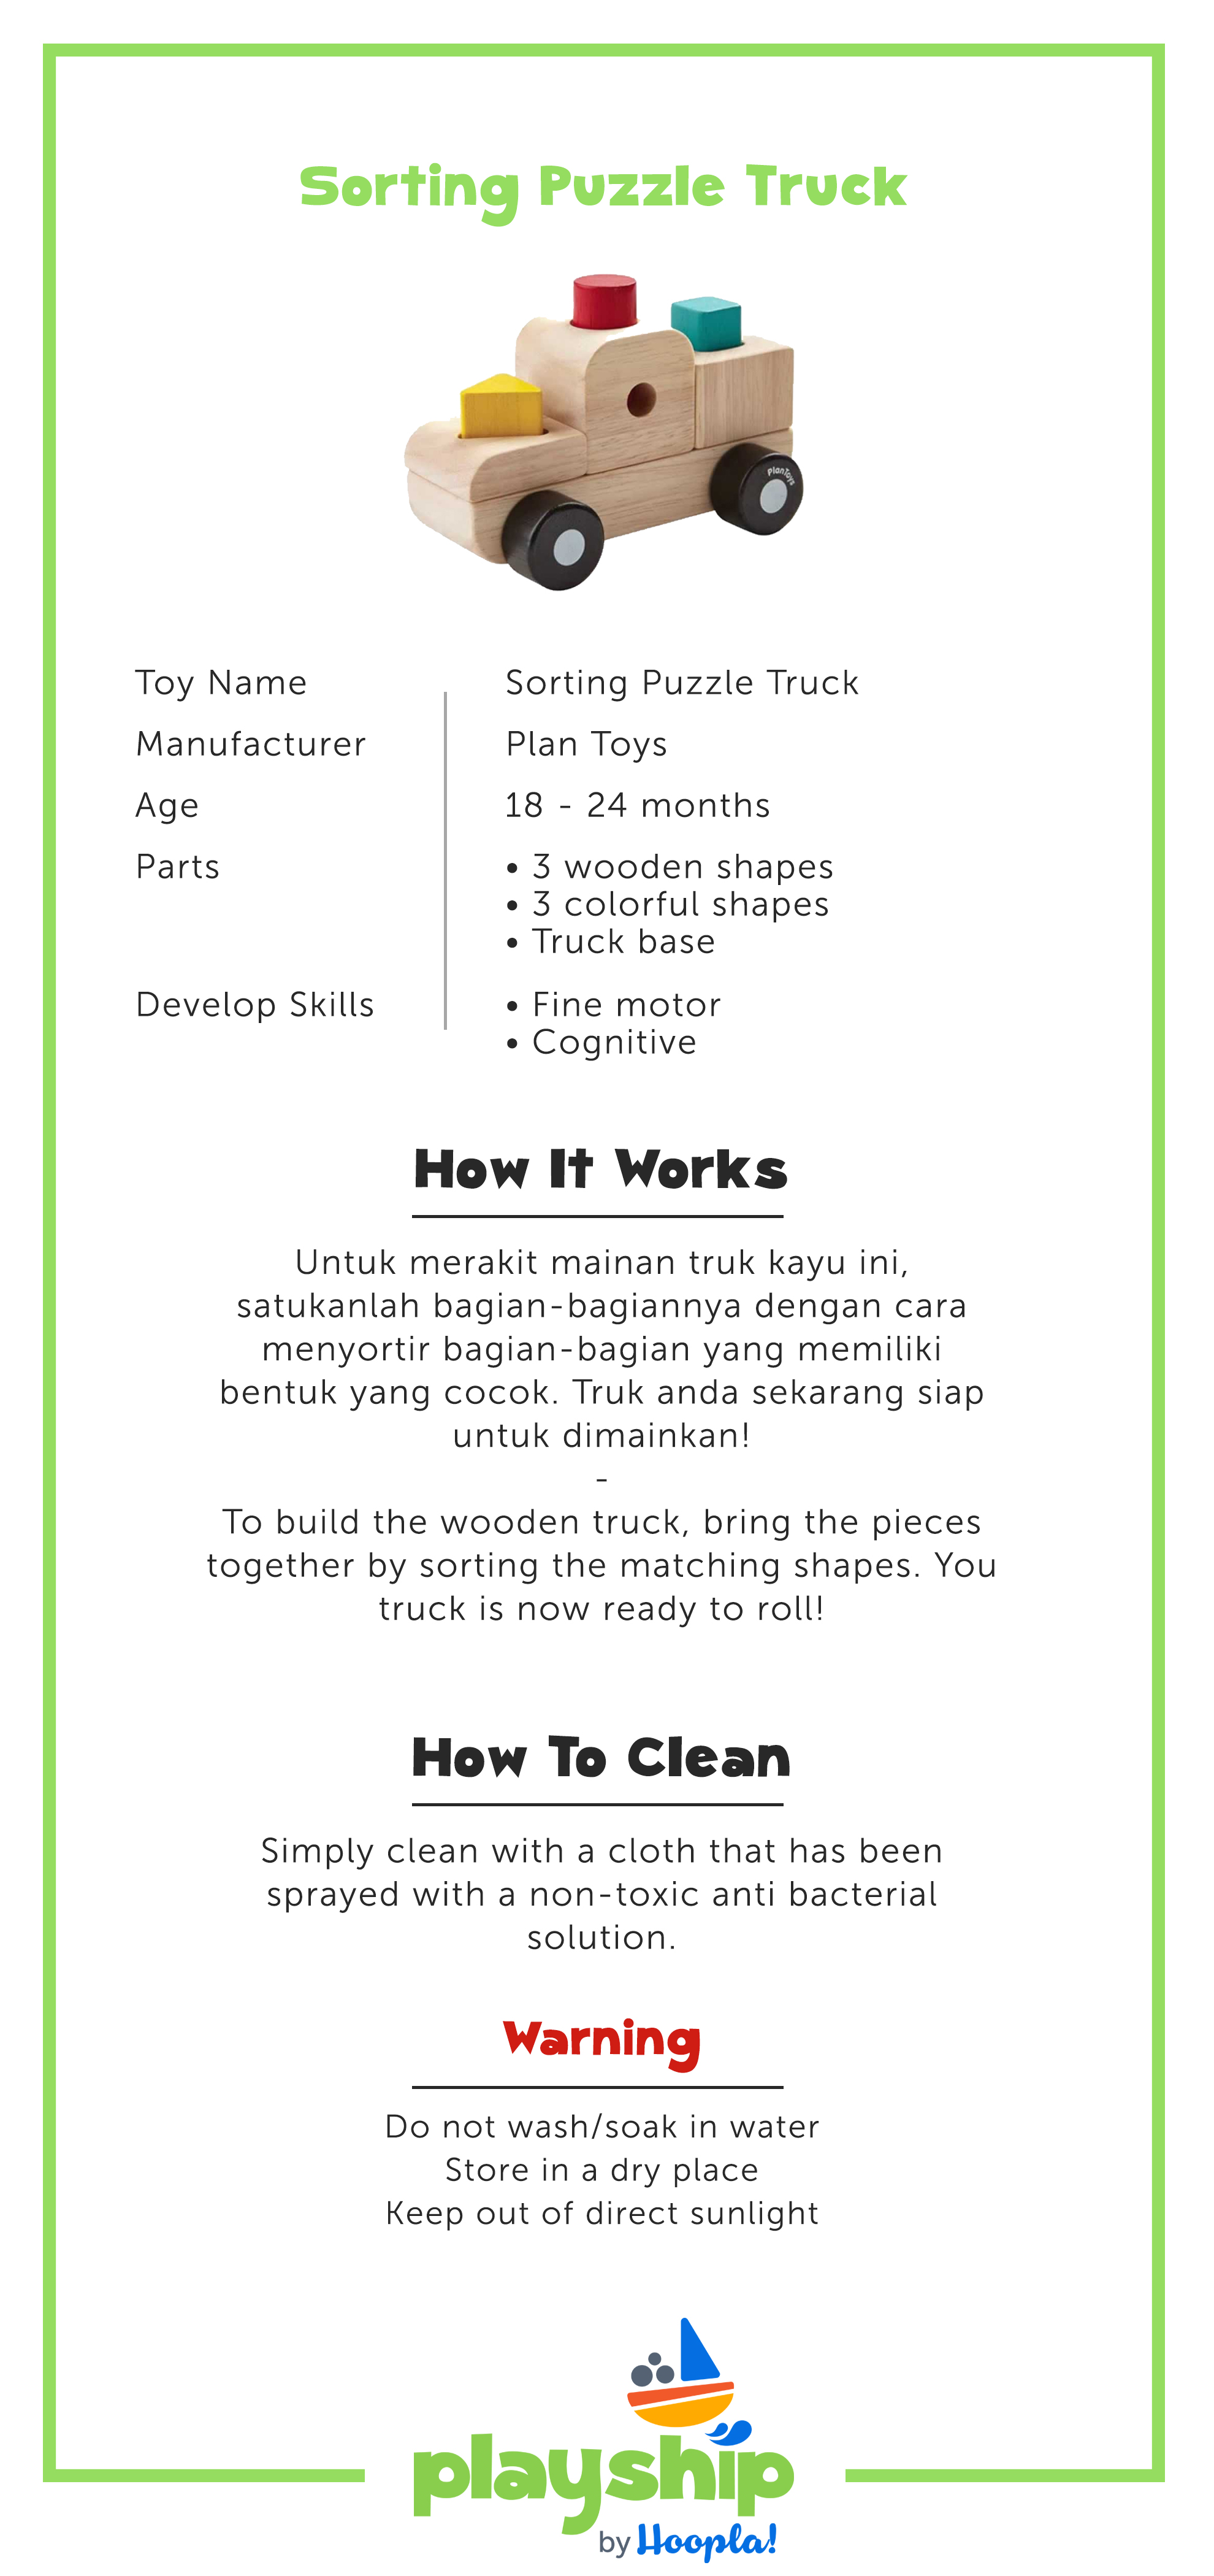 Sorting Puzzle Truck
PlanToys
Toy Name
Sorting Puzzle Truck
Manufacturer
Plan Toys
Age
18 - 24 months
Parts
• 3 wooden shapes
• 3 colorful shapes
• Truck base
Develop Skills
• Fine motor
• Cognitive
How It Works
Untuk merakit mainan truk kayu ini,
satukanlah bagian-bagiannya dengan cara
menyortir bagian-bagian yang memiliki
bentuk yang cocok. Truk anda sekarang siap
untuk dimainkan!
-
To build the wooden truck, bring the pieces
together by sorting the matching shapes. You
truck is now ready to roll!
How To Clean
Simply clean with a cloth that has been
sprayed with a non-toxic anti bacterial
solution.
Warning
Do not wash/soak in water
Store in a dry place
Keep out of direct sunlight
playship
by Hoopla!